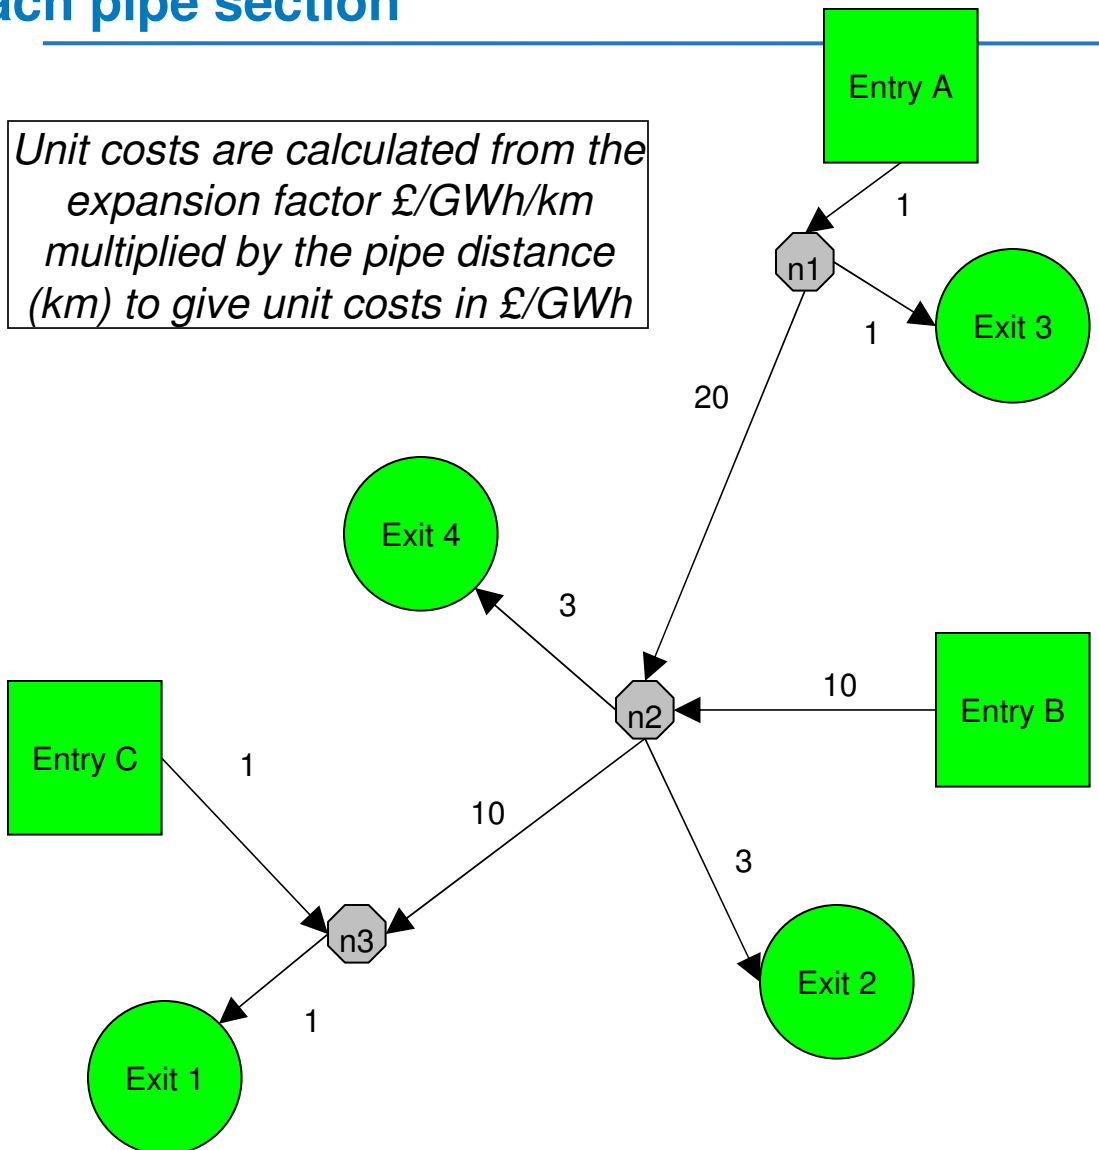 ach pipe section
Entry A
Unit costs are calculated from the
expansion factor £/GWh/km
multiplied by the pipe distance
(km) to give unit costs in £/GWh
1
n1
Exit 3
1
20
Exit 4
3
10
n2
Entry B
Entry C
1
10
3
n3
Exit 2
1
Exit 1